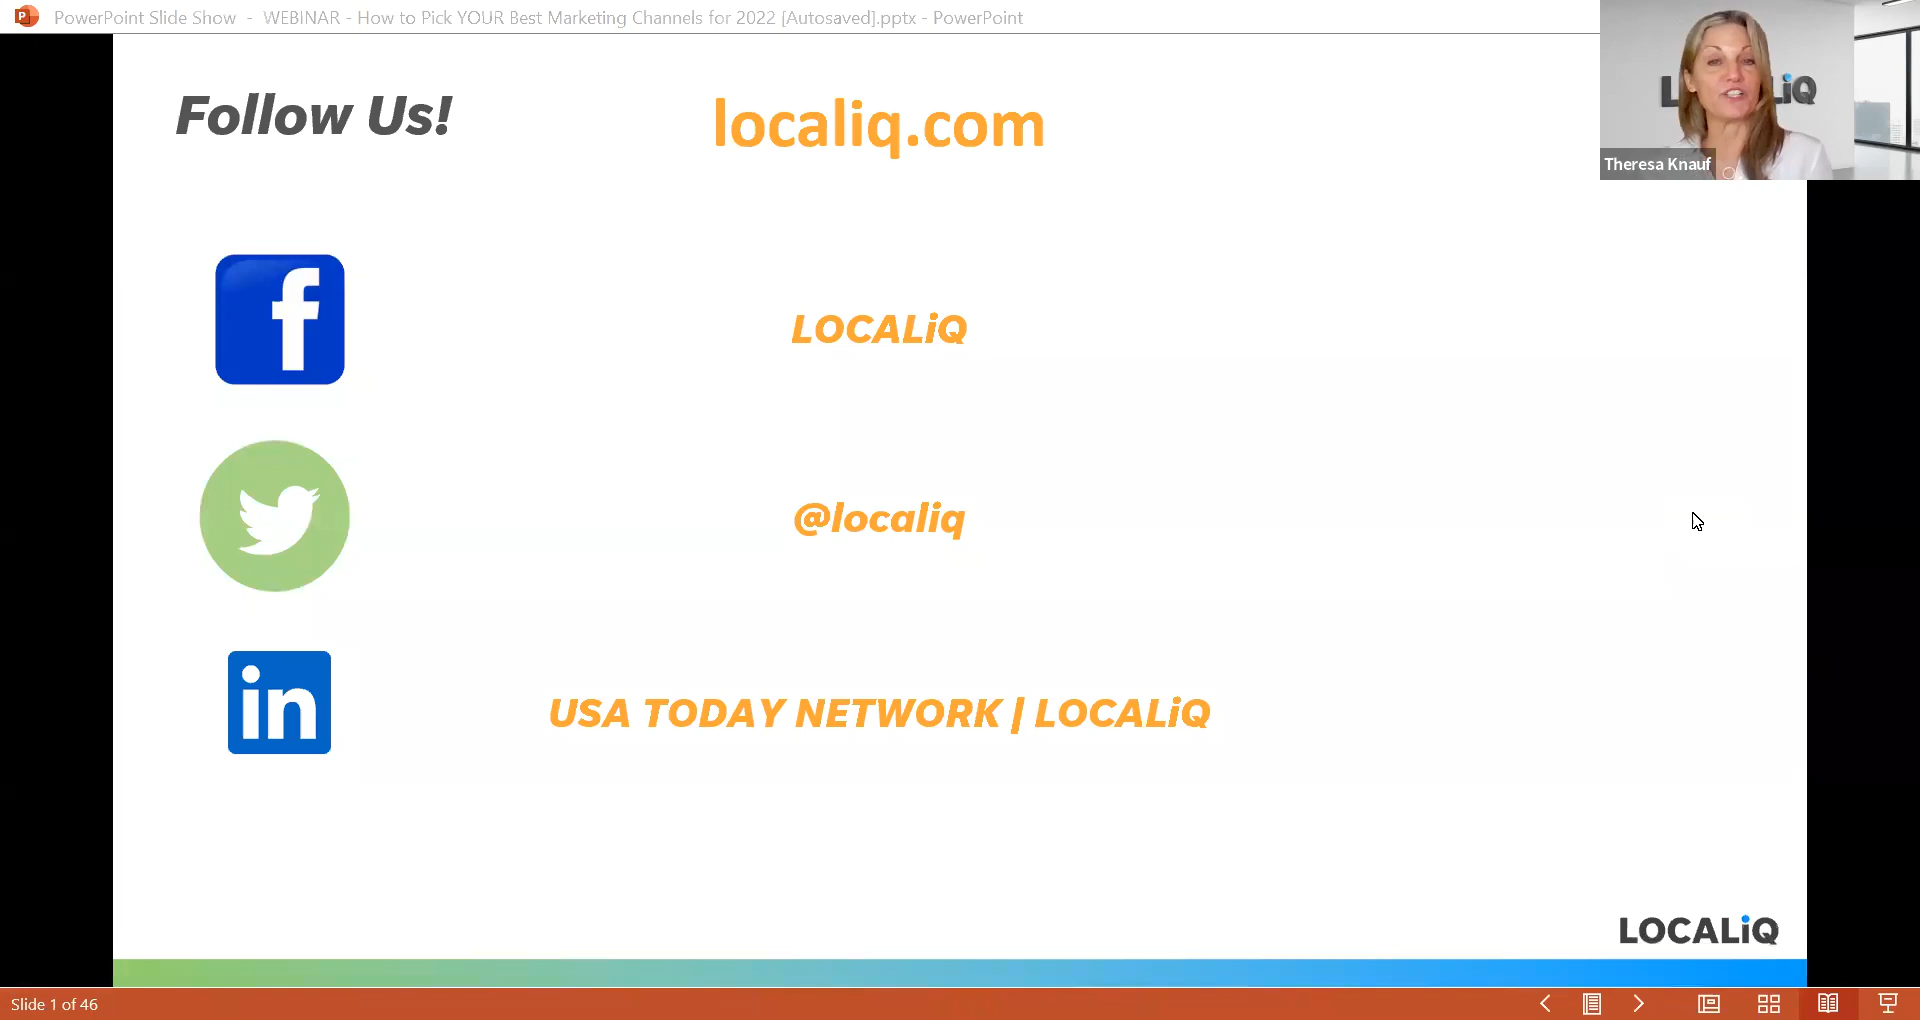 PowerPoint Slide Show - WEBINAR - How to Pick YOUR Best Marketing Channels for 2022 [Autosaved].pptx - PowerPoint
Follow Us!
localiq.com
Theresa Knauf
LOCALiQ
@localiq
in
USA TODAY NETWORK | LOCALiQ
LOCALiQ
Slide 1 of 46